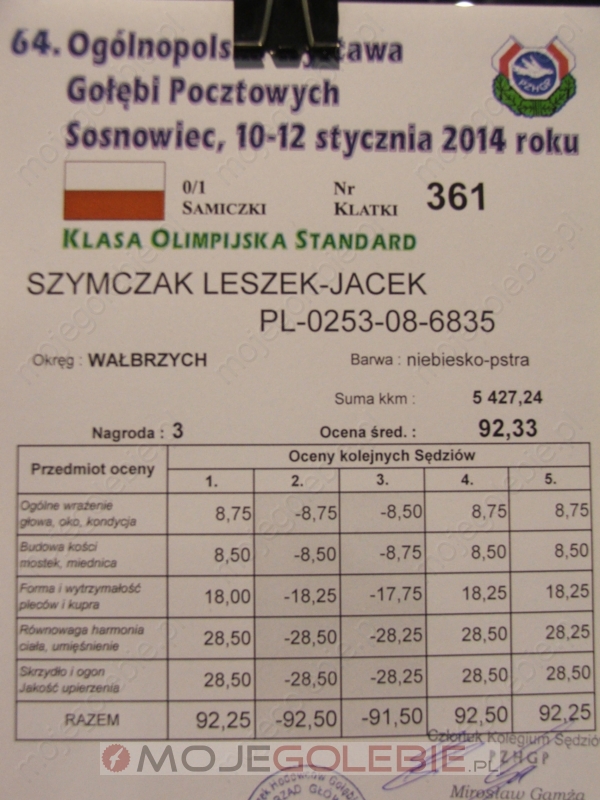 64. Ogólnopols
Gołębi Pocztowych
Sosnowiec, 10-12 stycznia 2014 roku
PZHGP
0/1
SAMICZKI
Nr
KLATKI
361
KLASA OLIMPIJSKA STANDARD
SZYMCZAK LESZEK-JACEK
PL-0253-08-6835
Okręg : WAŁBRZYCH
Barwa : niebiesko-pstra
Suma kkm : 5 427,24
Nagroda : 3
Ocena śred. : 92,33
Przedmiot oceny
Oceny kolejnych Sędziów
1. 2. 3. 4. 5.
Ogólne wrażenie
głowa, oko, kondycja
8,75 -8,75 -8,50 8,75 8,75
Budowa kości
mostek, miednica
8,50 -8,50 -8,75 8,50 8,50
Forma i wytrzymałość
pleców i kupra
18,00 -18,25 -17,75 18,25 18,25
Równowaga harmonia
ciała, umięśnienie
28,50 -28,50 -28,25 28,50 28,25
Skrzydło i ogon
Jakość upierzenia
28,50 -28,50 -28,25 28,50 28,50
RAZEM 92,25 -92,50 -91,50 92,50 92,25
Członek Kolegium Sędzió
PZHGP
MOJEGOLEBIE.PL
Mirosław Gamża